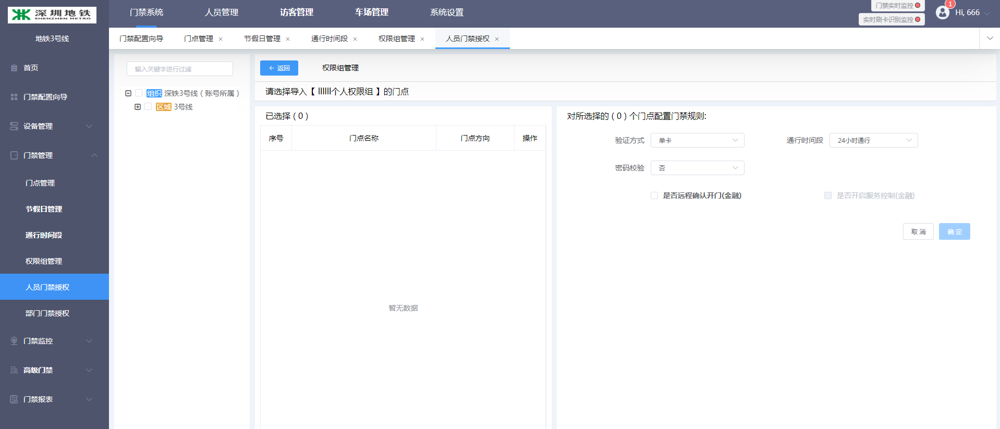 深圳地铁
SHENZHEN METRO
门禁系统
人员管理
访客管理
车场管理
系统设置
门禁实时监控
实时刷卡识别监控
1
Hi, 666
地铁3号线
首页
门禁配置向导
设备管理
门禁管理
门点管理
节假日管理
通行时间段
权限组管理
人员门禁授权
部门门禁授权
门禁监控
高级门禁
门禁报表
门禁配置向导
门点管理 ×
节假日管理 ×
通行时间段 ×
权限组管理 ×
人员门禁授权 ×
输入关键字进行过滤
组织 深铁3号线（账号所属）
区域 3号线
← 返回
权限组管理
请选择导入【 llllll个人权限组 】的门点
已选择 ( 0 )
序号 门点名称 门点方向 操作
暂无数据
对所选择的 ( 0 ) 个门点配置门禁规则:
验证方式 单卡
通行时间段 24小时通行
密码校验 否
是否远程确认开门(金融)
是否开启服务控制(金融)
取 消
确 定